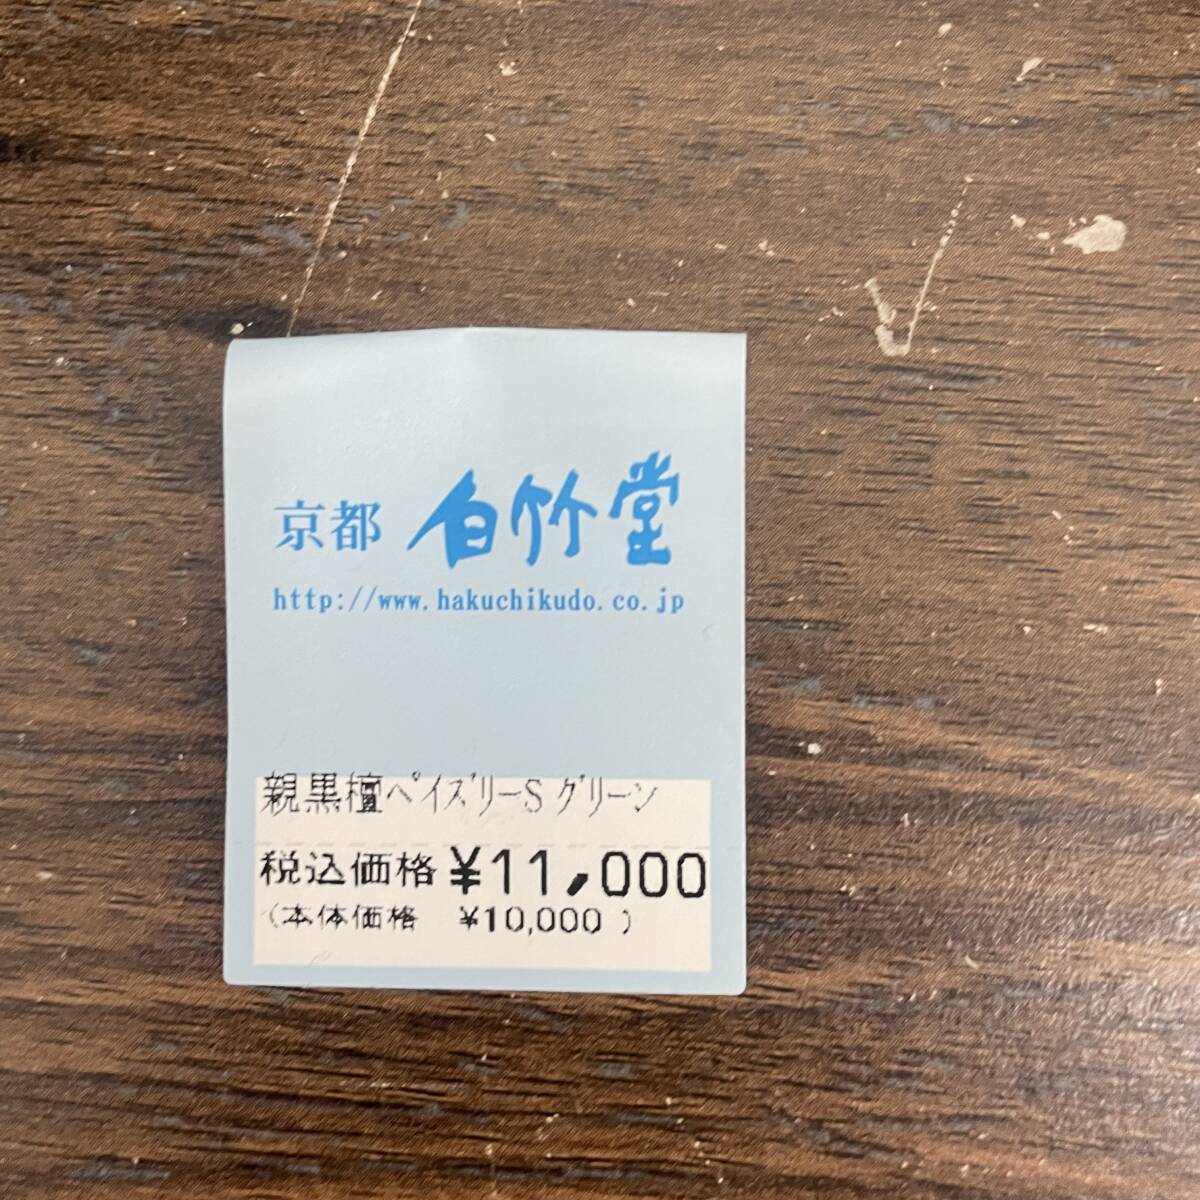 京都 白竹堂
http://www.hakuchikudo.co.jp
親黒檀ペイズリーS グリーン
税込価格 ¥11,000
(本体価格 ¥10,000 )